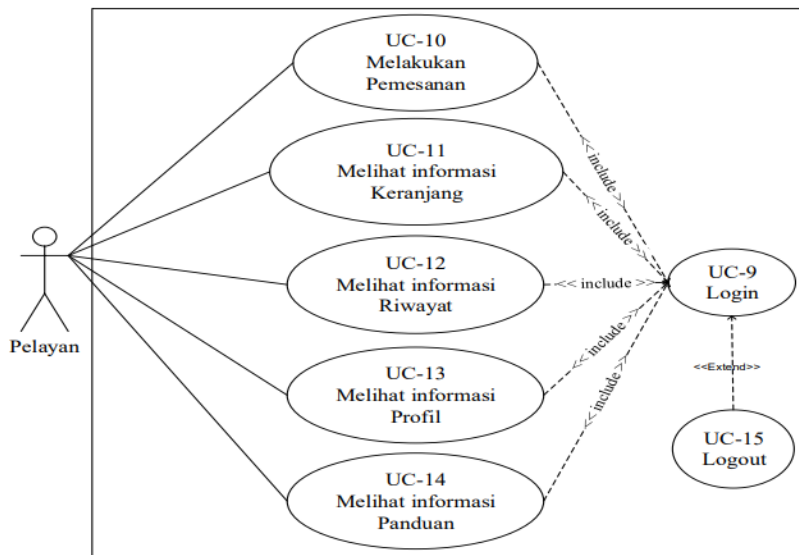 UC-10
Melakukan
Pemesanan
UC-11
Melihat informasi
Keranjang
UC-12
Melihat informasi
Riwayat
UC-13
Melihat informasi
Profil
UC-14
Melihat informasi
Panduan
Pelayan
<< include >>
<< include >>
<< include >>
<< include >>
<< include >>
UC-9
Login
<<Extend>>
UC-15
Logout